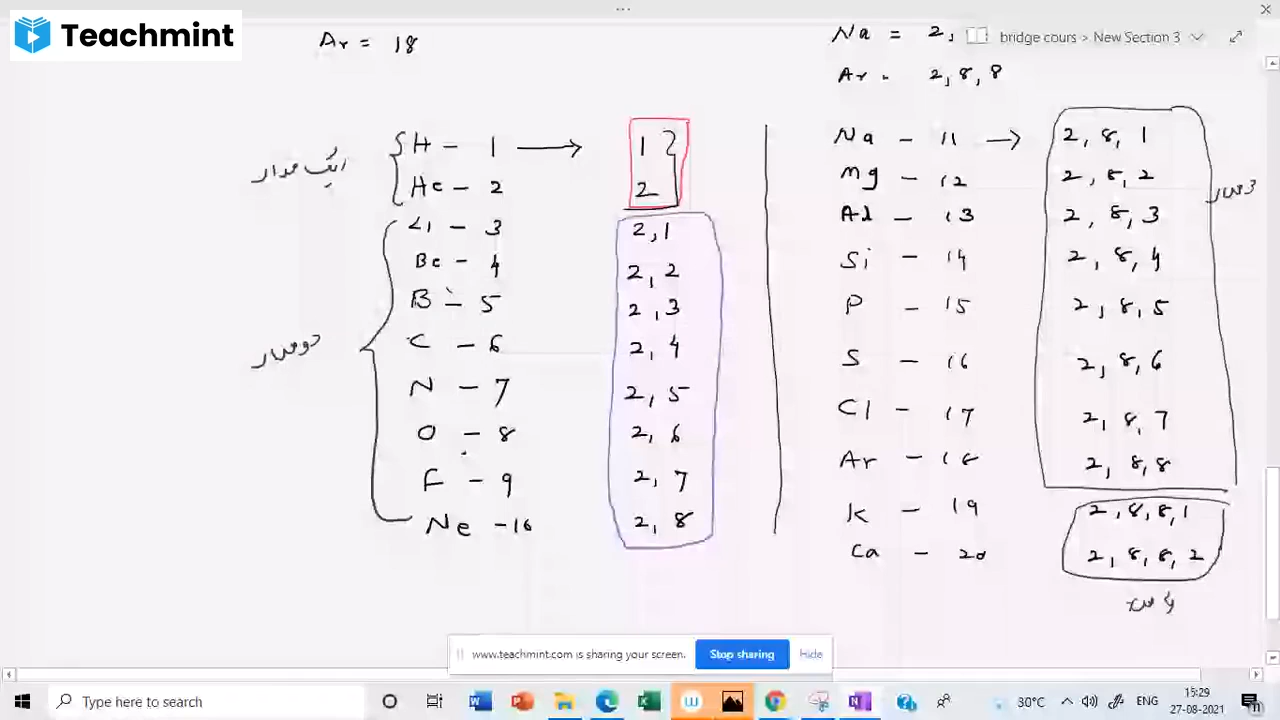 Teachmint
Ar = 18
Na = 2,
bridge cours > New Section 3
Ar = 2, 8, 8
H - 1 → 1
He - 2 2
ایک مدار
Li - 3 2, 1
Be - 4 2, 2
B - 5 2, 3
C - 6 2, 4
دو مدار
N - 7 2, 5
O - 8 2, 6
F - 9 2, 7
Ne - 10 2, 8
Na - 11 → 2, 8, 1
Mg - 12 2, 8, 2
Al - 13 2, 8, 3
Si - 14 2, 8, 4
P - 15 2, 8, 5
S - 16 2, 8, 6
Cl - 17 2, 8, 7
Ar - 18 2, 8, 8
K - 19 2, 8, 8, 1
Ca - 20 2, 8, 8, 2
www.teachmint.com is sharing your screen. Stop sharing Hide
Type here to search
30°C ENG 15:29
27-08-2021